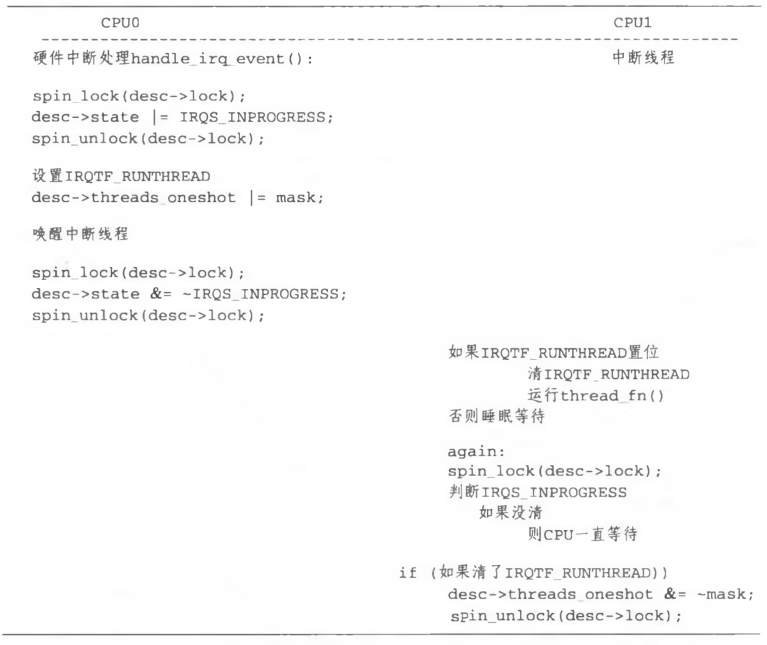 CPU0 CPU1
硬件中断处理handle_irq_event(): 中断线程
spin_lock(desc->lock);
desc->state |= IRQS_INPROGRESS;
spin_unlock(desc->lock);
设置IRQTF_RUNTHREAD
desc->threads_oneshot |= mask;
唤醒中断线程
spin_lock(desc->lock);
desc->state &= ~IRQS_INPROGRESS;
spin_unlock(desc->lock);
如果IRQTF_RUNTHREAD置位
清IRQTF_RUNTHREAD
运行thread_fn()
否则睡眠等待
again:
spin_lock(desc->lock);
判断IRQS_INPROGRESS
如果没清
则CPU一直等待
if (如果清了IRQTF_RUNTHREAD))
desc->threads_oneshot &= ~mask;
spin_unlock(desc->lock);